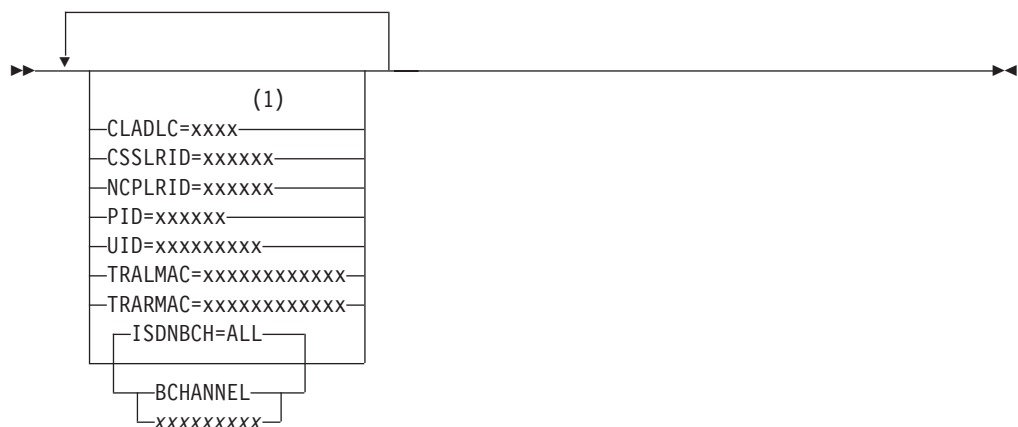 (1)
CLADLC=xxxx
CSSLRID=xxxxxx
NCPLRID=xxxxxx
PID=xxxxxx
UID=xxxxxxxxx
TRALMAC=xxxxxxxxxxxx
TRARMAC=xxxxxxxxxxxx
ISDNBCH=ALL
BCHANNEL
xxxxxxxxx